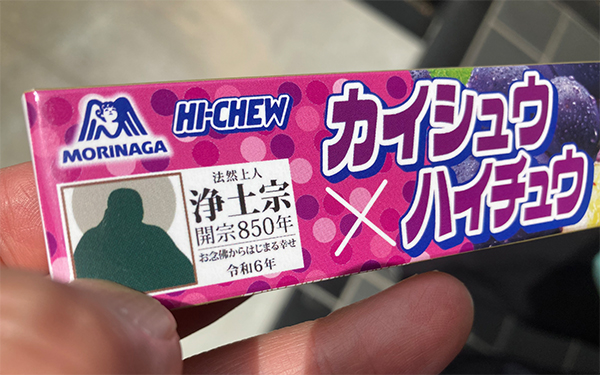 MORINAGA
HI-CHEW
カイシュウ
×ハイチュウ
法然上人
浄土宗
開宗850年
お念佛からはじまる幸せ
令和6年